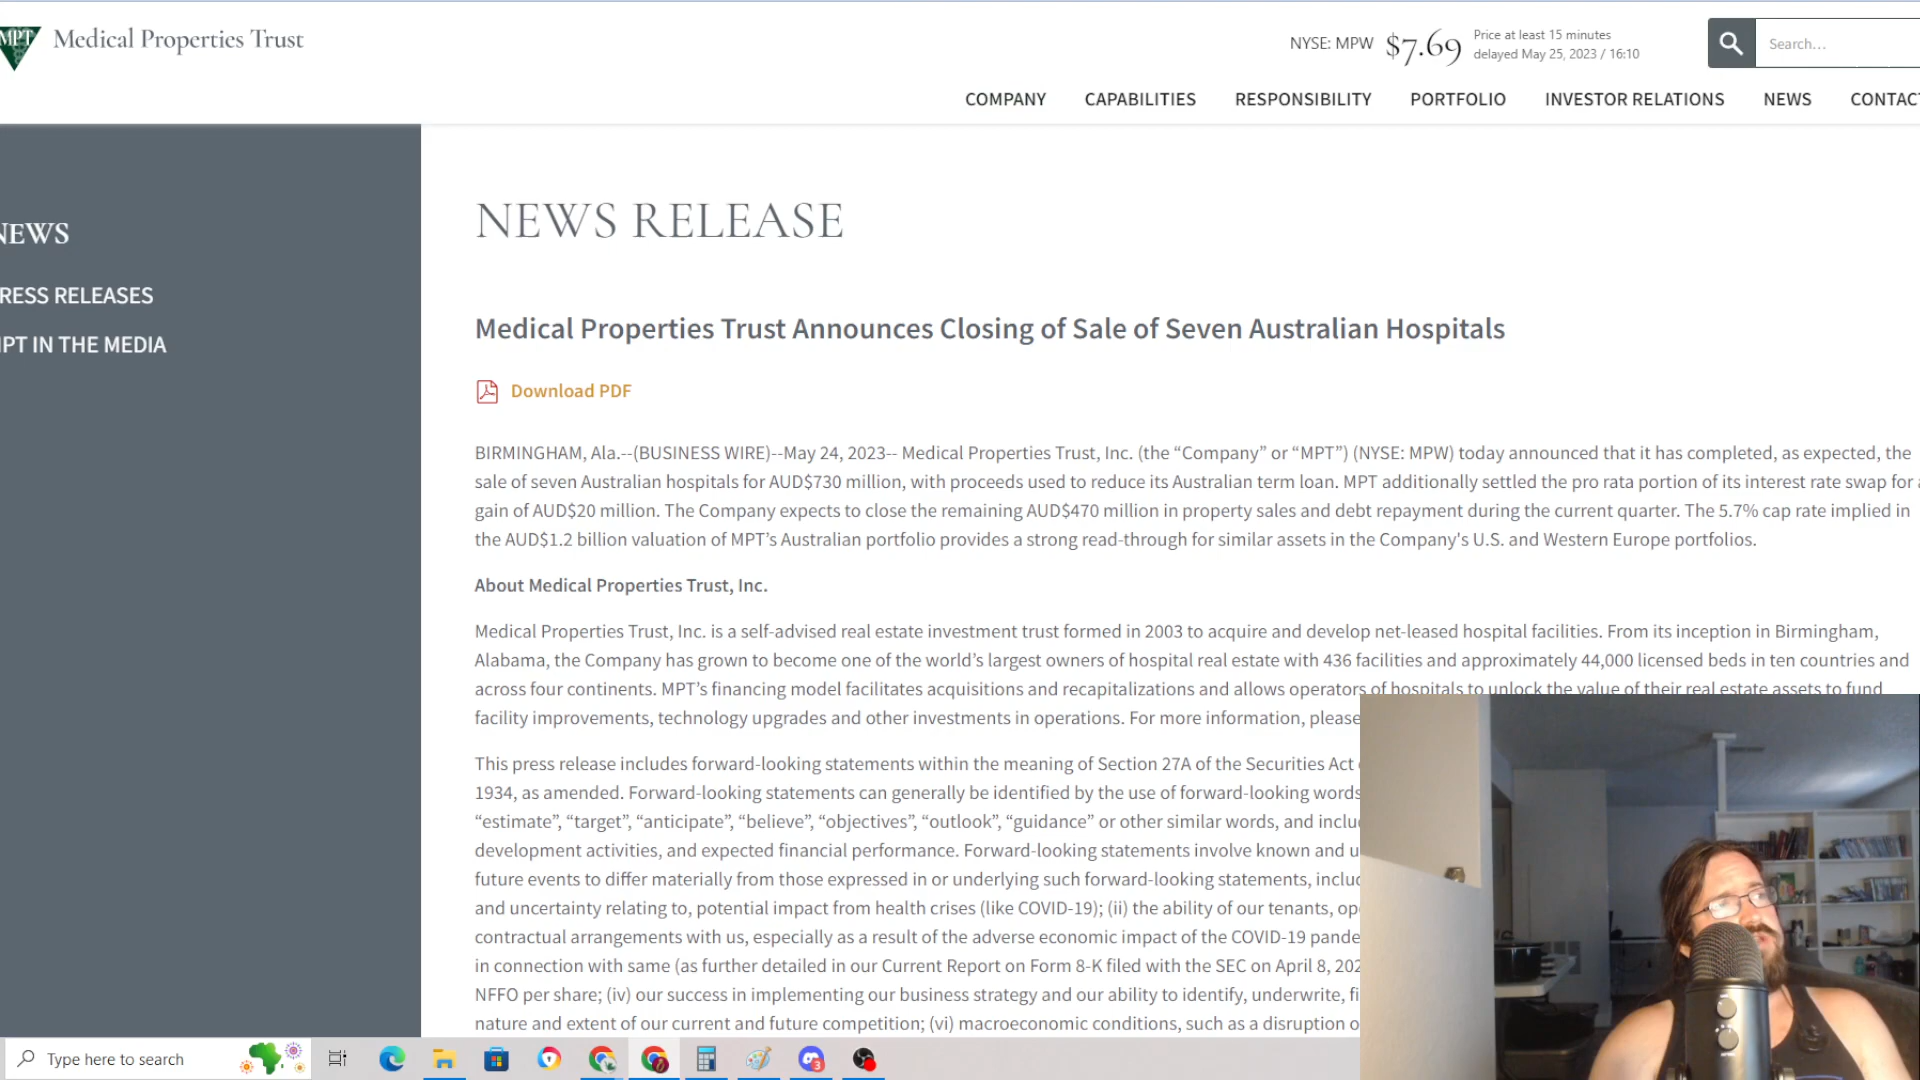 MPT Medical Properties Trust
NYSE: MPW $7.69 Price at least 15 minutes
delayed May 25, 2023 / 16:10
Search...
COMPANY CAPABILITIES RESPONSIBILITY PORTFOLIO INVESTOR RELATIONS NEWS CONTAC
NEWS
RESS RELEASES
PT IN THE MEDIA
NEWS RELEASE
Medical Properties Trust Announces Closing of Sale of Seven Australian Hospitals
Download PDF
BIRMINGHAM, Ala.--(BUSINESS WIRE)--May 24, 2023-- Medical Properties Trust, Inc. (the “Company” or “MPT”) (NYSE: MPW) today announced that it has completed, as expected, the
sale of seven Australian hospitals for AUD$730 million, with proceeds used to reduce its Australian term loan. MPT additionally settled the pro rata portion of its interest rate swap for a
gain of AUD$20 million. The Company expects to close the remaining AUD$470 million in property sales and debt repayment during the current quarter. The 5.7% cap rate implied in
the AUD$1.2 billion valuation of MPT’s Australian portfolio provides a strong read-through for similar assets in the Company's U.S. and Western Europe portfolios.
About Medical Properties Trust, Inc.
Medical Properties Trust, Inc. is a self-advised real estate investment trust formed in 2003 to acquire and develop net-leased hospital facilities. From its inception in Birmingham,
Alabama, the Company has grown to become one of the world’s largest owners of hospital real estate with 436 facilities and approximately 44,000 licensed beds in ten countries and
across four continents. MPT’s financing model facilitates acquisitions and recapitalizations and allows operators of hospitals to unlock the value of their real estate assets to fund
facility improvements, technology upgrades and other investments in operations. For more information, please
This press release includes forward-looking statements within the meaning of Section 27A of the Securities Act
1934, as amended. Forward-looking statements can generally be identified by the use of forward-looking words
“estimate”, “target”, “anticipate”, “believe”, “objectives”, “outlook”, “guidance” or other similar words, and inclu
development activities, and expected financial performance. Forward-looking statements involve known and u
future events to differ materially from those expressed in or underlying such forward-looking statements, includ
and uncertainty relating to, potential impact from health crises (like COVID-19); (ii) the ability of our tenants, op
contractual arrangements with us, especially as a result of the adverse economic impact of the COVID-19 pande
in connection with same (as further detailed in our Current Report on Form 8-K filed with the SEC on April 8, 202
NFFO per share; (iv) our success in implementing our business strategy and our ability to identify, underwrite, fi
nature and extent of our current and future competition; (vi) macroeconomic conditions, such as a disruption o
Type here to search
3